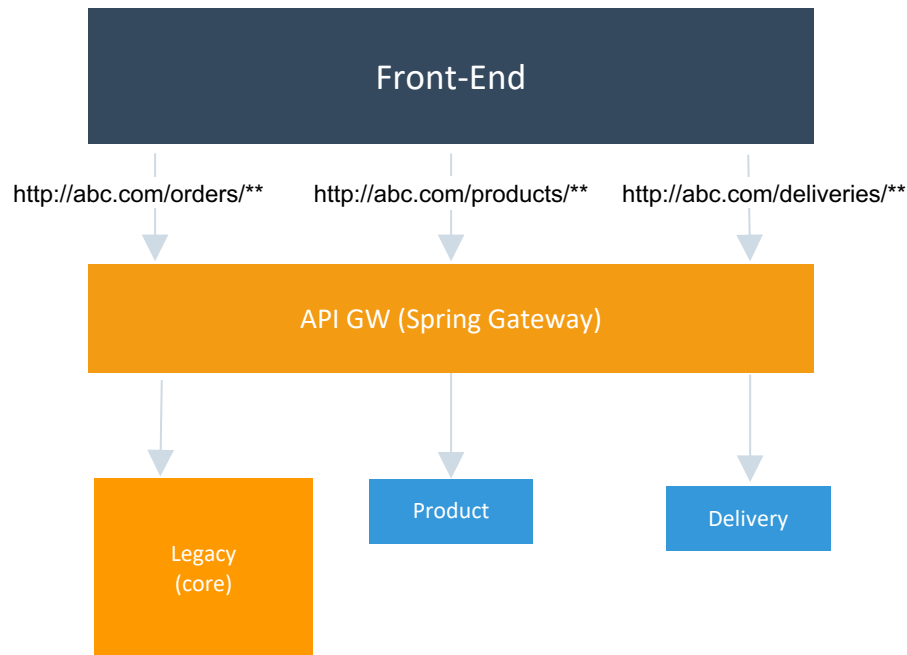 Front-End
http://abc.com/orders/**
http://abc.com/products/**
http://abc.com/deliveries/**
API GW (Spring Gateway)
Legacy
(core)
Product
Delivery